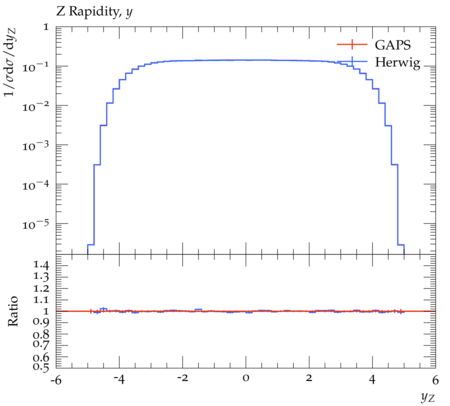 Z Rapidity, y
1/σdσ/dy_Z
1
10⁻¹
10⁻²
10⁻³
10⁻⁴
10⁻⁵
GAPS
Herwig
Ratio
1.4
1.3
1.2
1.1
1
0.9
0.8
0.7
0.6
0.5
-6 -4 -2 0 2 4 6
y_Z